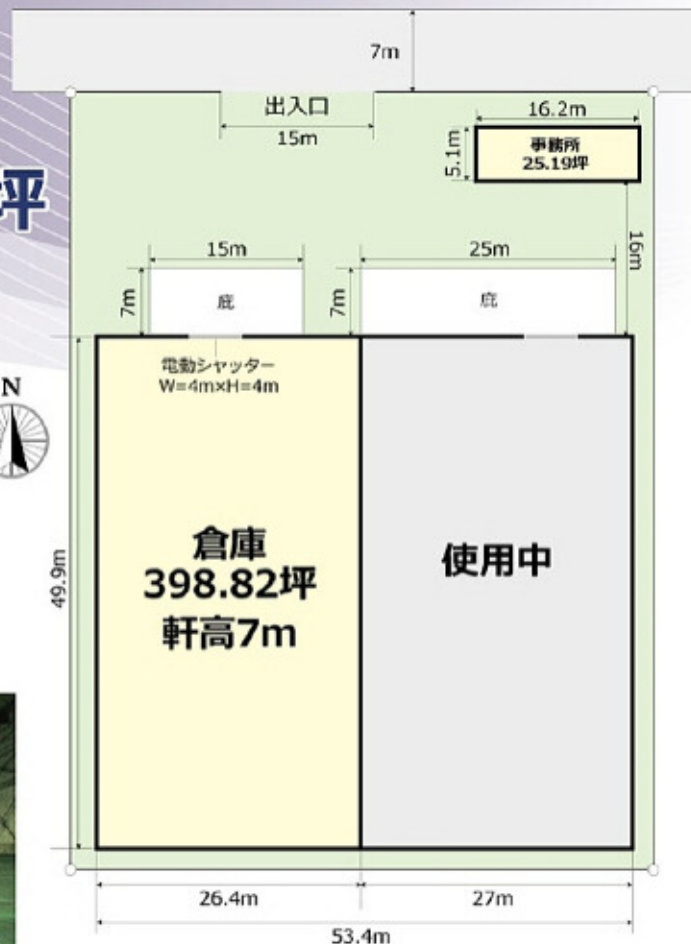 7m
出入口
15m
16.2m
5.1m
事務所
25.19坪
坪
16m
15m
25m
7m
庇
7m
庇
電動シャッター
W=4m×H=4m
N
倉庫
398.82坪
軒高7m
使用中
49.9m
26.4m
27m
53.4m